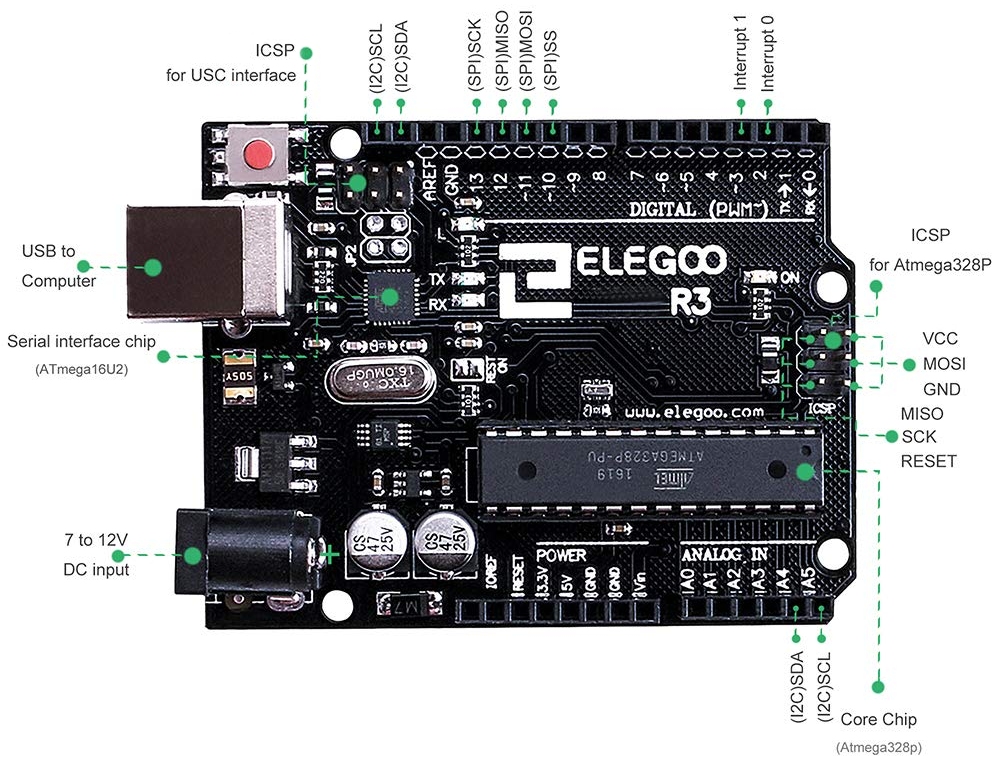 ICSP
for USC interface
(I2C)SCL
(I2C)SDA
(SPI)SCK
(SPI)MISO
(SPI)MOSI
(SPI)SS
Interrupt 1
Interrupt 0
AREF
GND
13
12
~11
~10
~9
8
7
~6
~5
4
~3
2
TX→1
RX←0
DIGITAL (PWM~)
ICSP
for Atmega328P
USB to
Computer
JP2
L
TX
RX
ELEGOO
R3
ON
Serial interface chip
(ATmega16U2)
VCC
MOSI
GND
MISO
SCK
RESET
ICSP
TXC
16.0MUGP
www.elegoo.com
ATMEGA328P-PU
1619
ATMEL
7 to 12V
DC input
+
CS
47
25V
CS
47
25V
M7
POWER
IOREF
RESET
3.3V
5V
GND
GND
Vin
ANALOG IN
A0
A1
A2
A3
A4
A5
(I2C)SDA
(I2C)SCL
Core Chip
(Atmega328p)